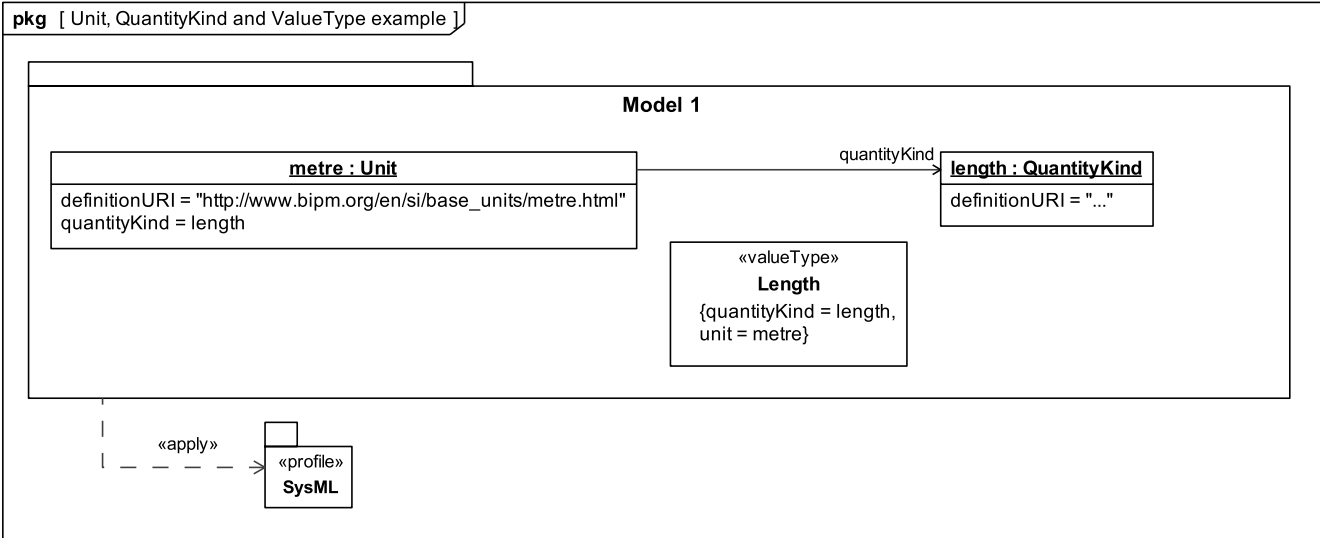 pkg [ Unit, QuantityKind and ValueType example ]
Model 1
metre : Unit
definitionURI = "http://www.bipm.org/en/si/base_units/metre.html"
quantityKind = length
quantityKind
length : QuantityKind
definitionURI = "..."
«valueType»
Length
{quantityKind = length,
unit = metre}
«apply»
«profile»
SysML